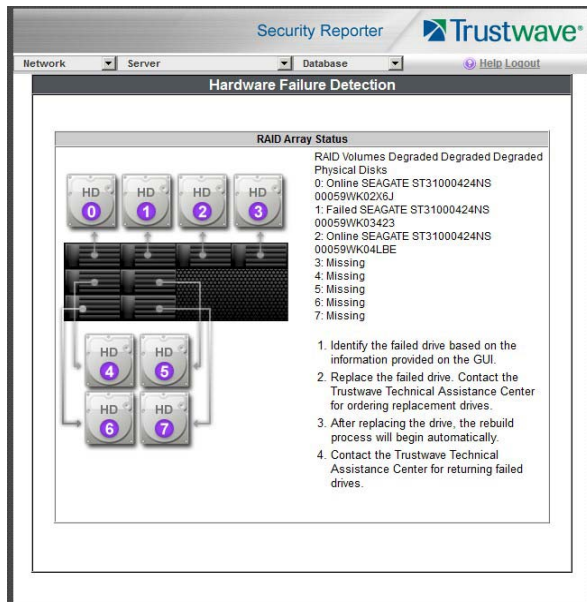 Security Reporter
Trustwave®
Network
Server
Database
Help Logout
Hardware Failure Detection
RAID Array Status
RAID Volumes Degraded Degraded Degraded
Physical Disks
0: Online SEAGATE ST31000424NS
00059WK02X6J
1: Failed SEAGATE ST31000424NS
00059WK03423
2: Online SEAGATE ST31000424NS
00059WK04LBE
3: Missing
4: Missing
5: Missing
6: Missing
7: Missing
HD 0
HD 1
HD 2
HD 3
HD 4
HD 5
HD 6
HD 7
1. Identify the failed drive based on the
information provided on the GUI.
2. Replace the failed drive. Contact the
Trustwave Technical Assistance Center
for ordering replacement drives.
3. After replacing the drive, the rebuild
process will begin automatically.
4. Contact the Trustwave Technical
Assistance Center for returning failed
drives.